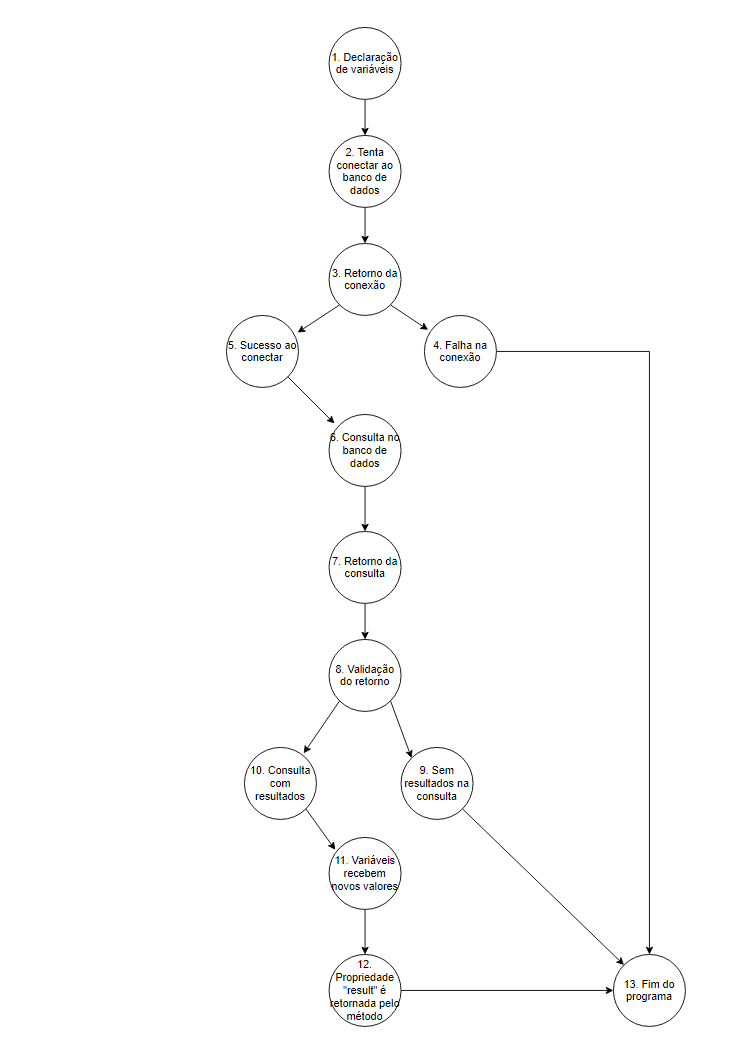 1. Declaração
de variáveis
2. Tenta
conectar ao
banco de
dados
3. Retorno da
conexão
5. Sucesso ao
conectar
4. Falha na
conexão
6. Consulta no
banco de
dados
7. Retorno da
consulta
8. Validação
do retorno
10. Consulta
com
resultados
9. Sem
resultados na
consulta
11. Variáveis
recebem
novos valores
12.
Propriedade
"result" é
retornada pelo
método
13. Fim do
programa